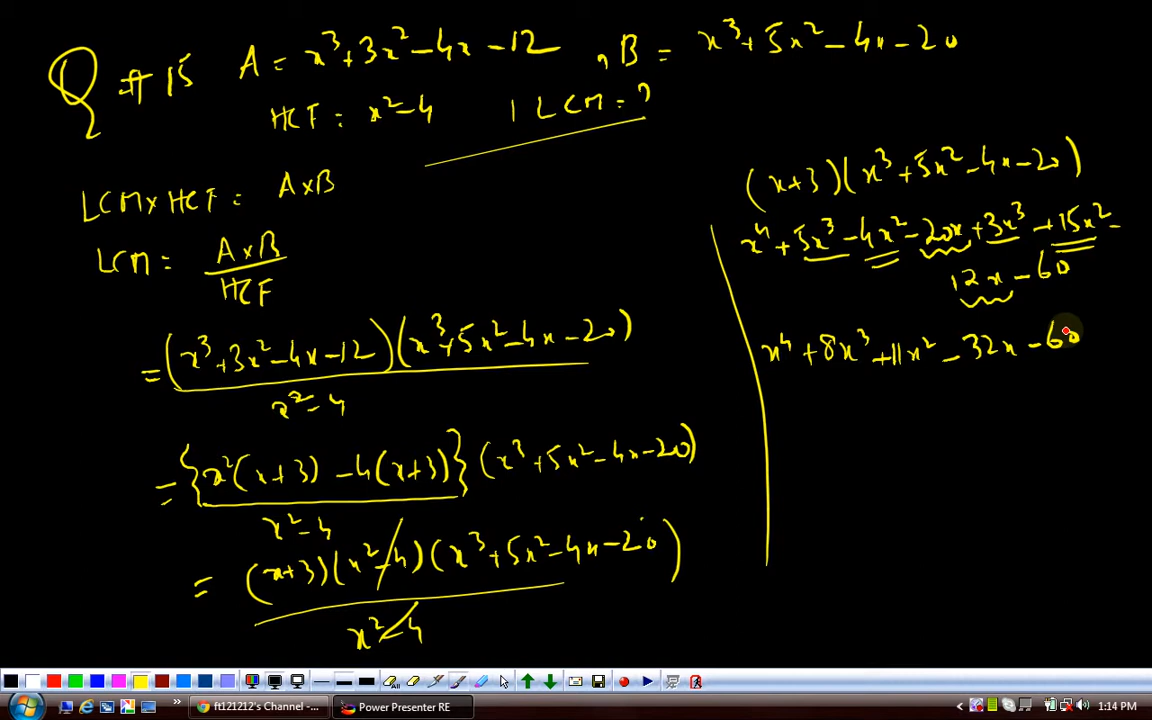 Q # 15 A = x³+3x²-4x-12 , B = x³+5x²-4x-20
HCF = x²-4 , LCM = ?
LCM x HCF = A x B
LCM = A x B / HCF
= (x³+3x²-4x-12)(x³+5x²-4x-20) / x²-4
= {x²(x+3) -4(x+3)} (x³+5x²-4x-20) / x²-4
= (x+3)(x²-4)(x³+5x²-4x-20) / x²-4
(x+3)(x³+5x²-4x-20)
x⁴+5x³-4x²-20x+3x³+15x²-
12x-60
x⁴+8x³+11x²-32x-60
ft121212's Channel -...
Power Presenter RE
1:14 PM